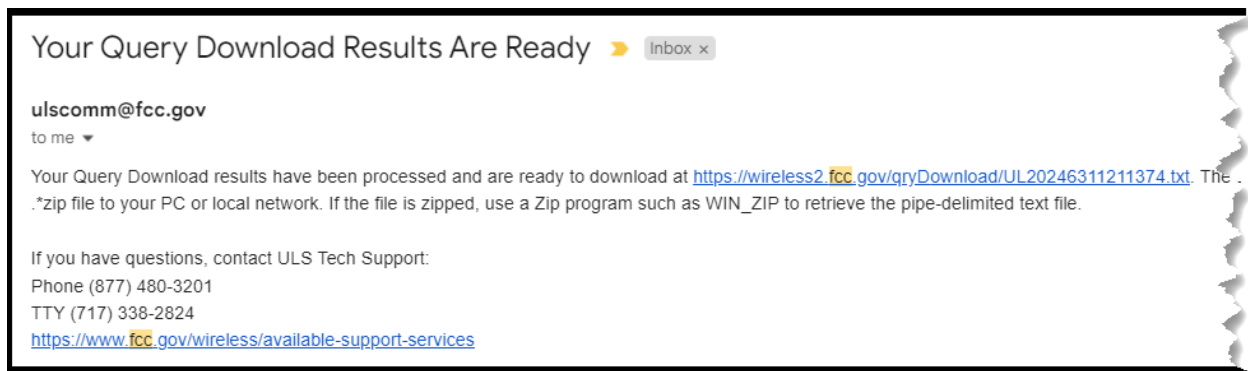 Your Query Download Results Are Ready Inbox ×
ulscomm@fcc.gov
to me
Your Query Download results have been processed and are ready to download at https://wireless2.fcc.gov/qryDownload/UL20246311211374.txt. The
.*zip file to your PC or local network. If the file is zipped, use a Zip program such as WIN_ZIP to retrieve the pipe-delimited text file.
If you have questions, contact ULS Tech Support:
Phone (877) 480-3201
TTY (717) 338-2824
https://www.fcc.gov/wireless/available-support-services